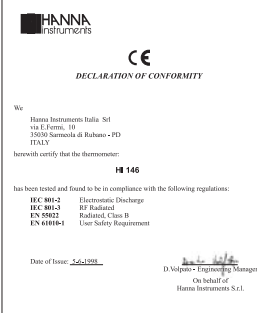 HANNA
instruments
CE
DECLARATION OF CONFORMITY
We
Hanna Instruments Italia Srl
via E.Fermi, 10
35030 Sarmeola di Rubano - PD
ITALY
herewith certify that the thermometer:
HI 146
has been tested and found to be in compliance with the following regulations:
IEC 801-2 Electrostatic Discharge
IEC 801-3 RF Radiated
EN 55022 Radiated, Class B
EN 61010-1 User Safety Requirement
Date of Issue: 5-6-1998
D.Volpato - Engineering Manager
On behalf of
Hanna Instruments S.r.l.